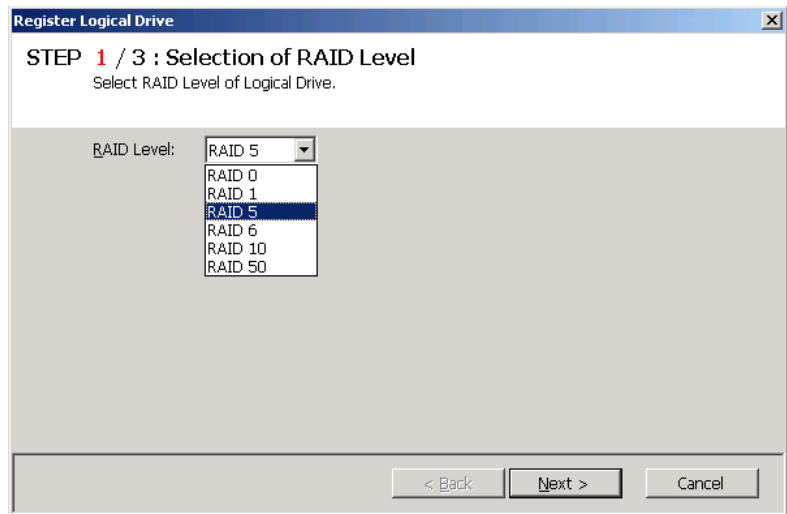 Register Logical Drive
STEP 1 / 3 : Selection of RAID Level
Select RAID Level of Logical Drive.
RAID Level: RAID 5
RAID 0
RAID 1
RAID 5
RAID 6
RAID 10
RAID 50
< Back Next > Cancel